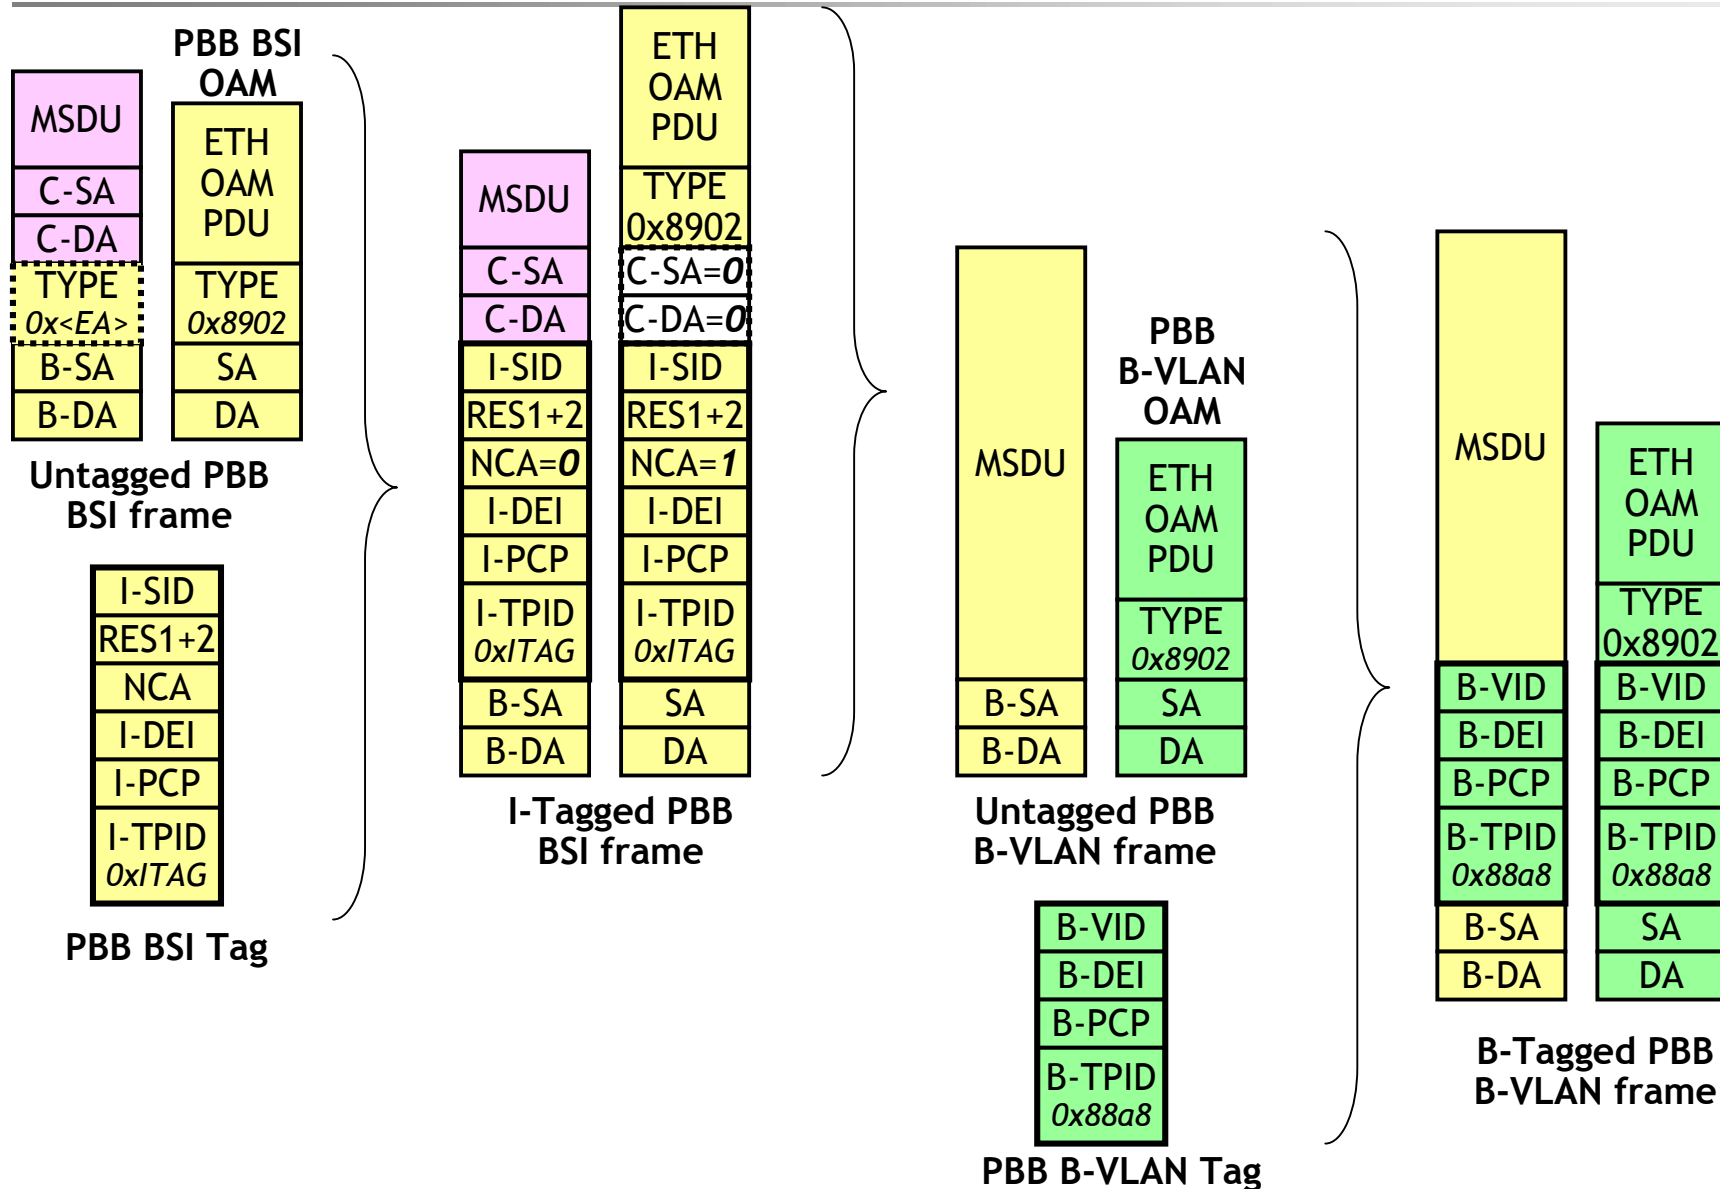 PBB BSI
OAM
MSDU
C-SA
C-DA
TYPE
0x<EA>
B-SA
B-DA
ETH
OAM
PDU
TYPE
0x8902
SA
DA
Untagged PBB
BSI frame
I-SID
RES1+2
NCA
I-DEI
I-PCP
I-TPID
0xITAG
PBB BSI Tag
MSDU
C-SA
C-DA
I-SID
RES1+2
NCA=0
I-DEI
I-PCP
I-TPID
0xITAG
B-SA
B-DA
ETH
OAM
PDU
TYPE
0x8902
C-SA=0
C-DA=0
I-SID
RES1+2
NCA=1
I-DEI
I-PCP
I-TPID
0xITAG
SA
DA
I-Tagged PBB
BSI frame
MSDU
B-SA
B-DA
PBB
B-VLAN
OAM
ETH
OAM
PDU
TYPE
0x8902
SA
DA
Untagged PBB
B-VLAN frame
B-VID
B-DEI
B-PCP
B-TPID
0x88a8
PBB B-VLAN Tag
MSDU
B-VID
B-DEI
B-PCP
B-TPID
0x88a8
B-SA
B-DA
ETH
OAM
PDU
TYPE
0x8902
B-VID
B-DEI
B-PCP
B-TPID
0x88a8
SA
DA
B-Tagged PBB
B-VLAN frame